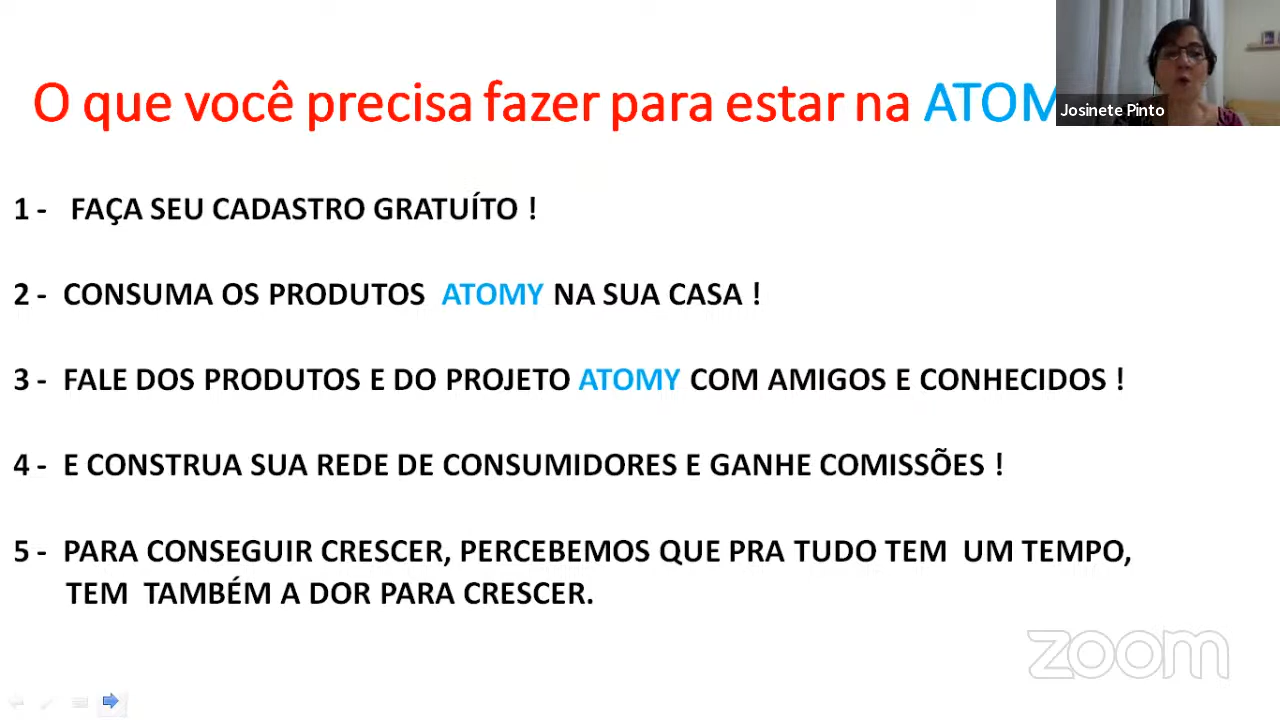 O que você precisa fazer para estar na ATOM
Josinete Pinto
1 - FAÇA SEU CADASTRO GRATUÍTO !
2 - CONSUMA OS PRODUTOS ATOMY NA SUA CASA !
3 - FALE DOS PRODUTOS E DO PROJETO ATOMY COM AMIGOS E CONHECIDOS !
4 - E CONSTRUA SUA REDE DE CONSUMIDORES E GANHE COMISSÕES !
5 - PARA CONSEGUIR CRESCER, PERCEBEMOS QUE PRA TUDO TEM UM TEMPO,
TEM TAMBÉM A DOR PARA CRESCER.
zoom